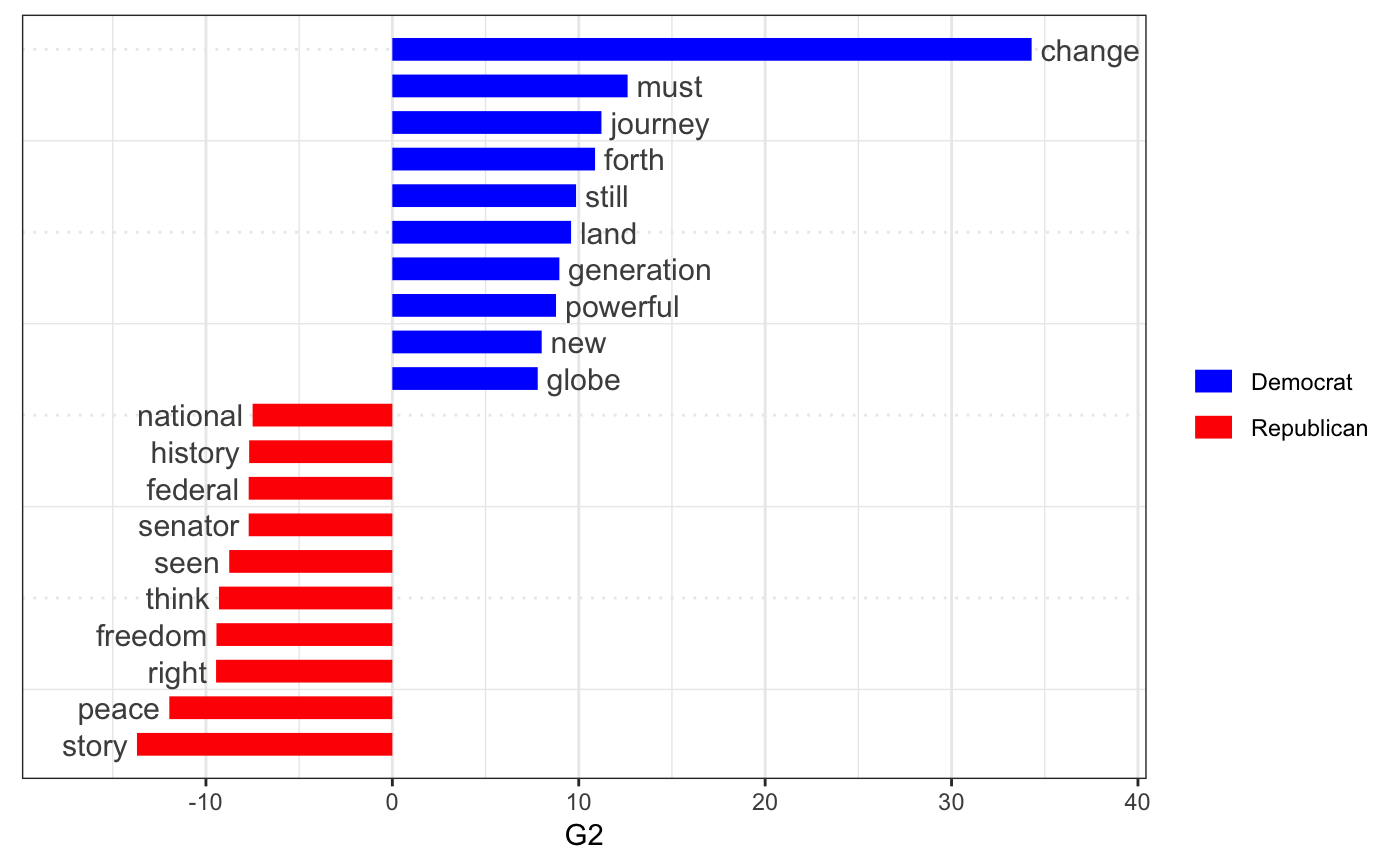 change
must
journey
forth
still
land
generation
powerful
new
globe
national
history
federal
senator
seen
think
freedom
right
peace
story
-10 0 10 20 30 40
G2
Democrat
Republican